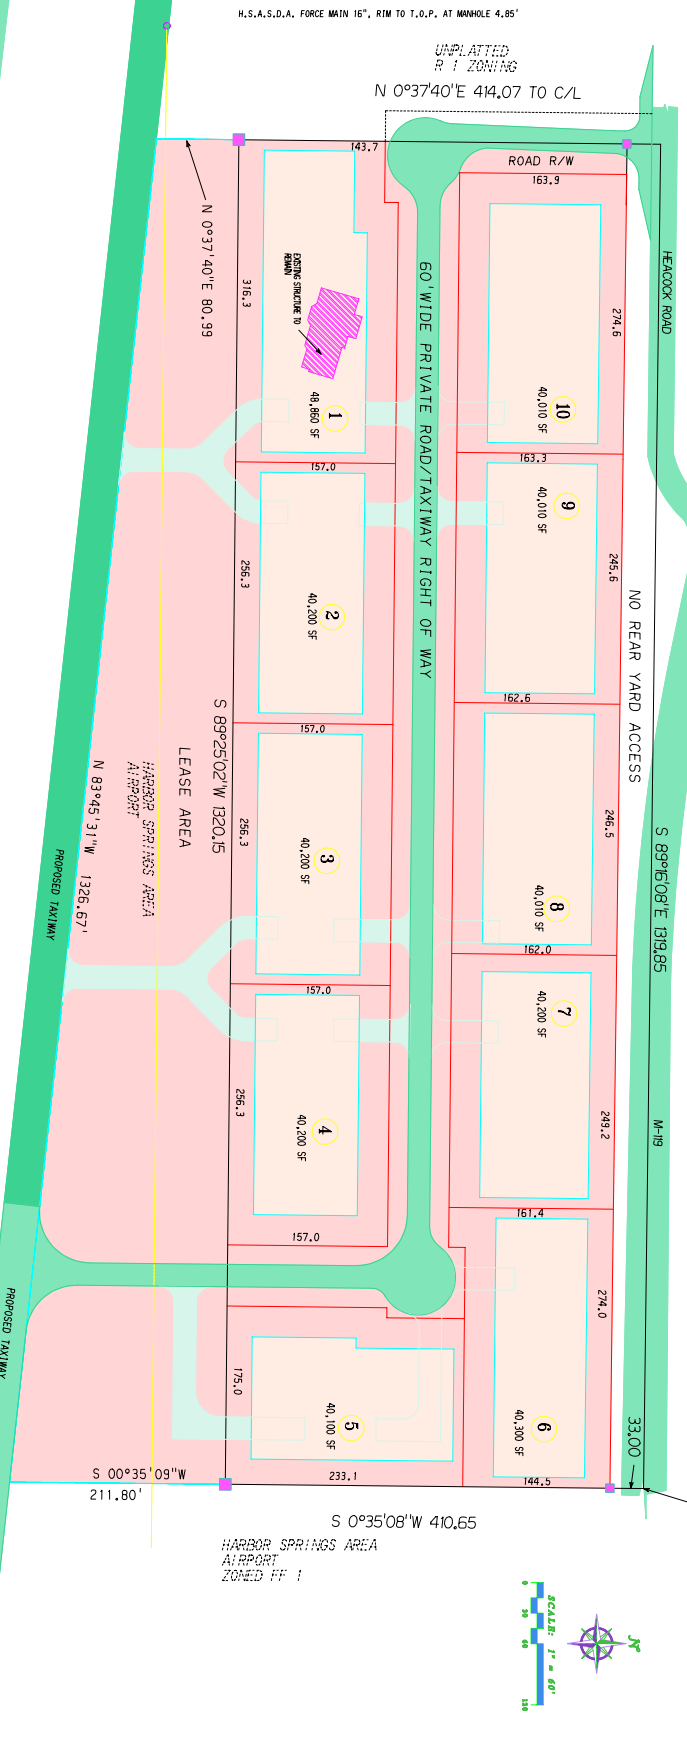 H.S.A.S.D.A. FORCE MAIN 16", RIM TO T.O.P. AT MANHOLE 4.85'
UNPLATTED
R 1 ZONING
N 0°37'40"E 414.07 TO C/L
143.7
ROAD R/W
163.9
N 0°37'40"E 80.99
316.3
EXISTING STRUCTURE TO
REMAIN
60' WIDE PRIVATE ROAD/TAXIWAY RIGHT OF WAY
HEACOCK ROAD
274.6
1
48,860 SF
10
40,010 SF
157.0
163.3
9
40,010 SF
256.3
2
40,200 SF
245.6
NO REAR YARD ACCESS
162.6
157.0
S 89°25'02"W 1320.15
LEASE AREA
HARBOR SPRINGS AREA
AIRPORT
N 83°45'31"W 1326.67'
PROPOSED TAXIWAY
256.3
3
40,200 SF
246.5
8
40,010 SF
S 89°16'08"E 1319.85
162.0
157.0
7
40,200 SF
256.3
4
40,200 SF
249.2
M-119
161.4
157.0
PROPOSED TAXIWAY
274.0
175.0
5
40,100 SF
6
40,300 SF
33.00
S 00°35'09"W
211.80'
233.1
144.5
S 0°35'08"W 410.65
HARBOR SPRINGS AREA
AIRPORT
ZONED FF 1
SCALE: 1" = 60'
0
30
60
120
N